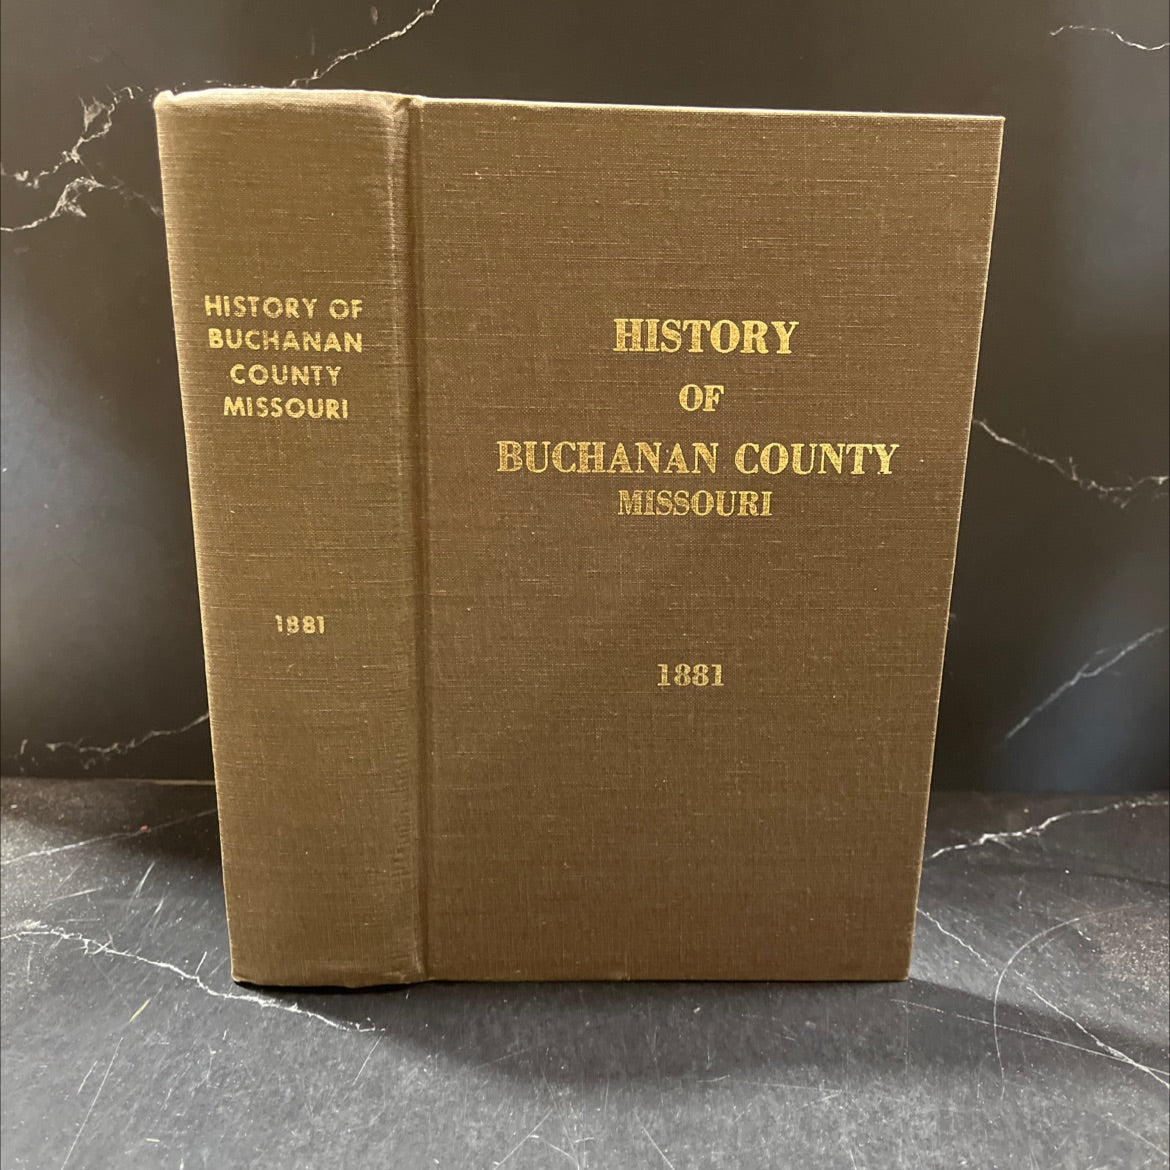 HISTORY OF
BUCHANAN
COUNTY
MISSOURI
1881
HISTORY
OF
BUCHANAN COUNTY
MISSOURI
1881